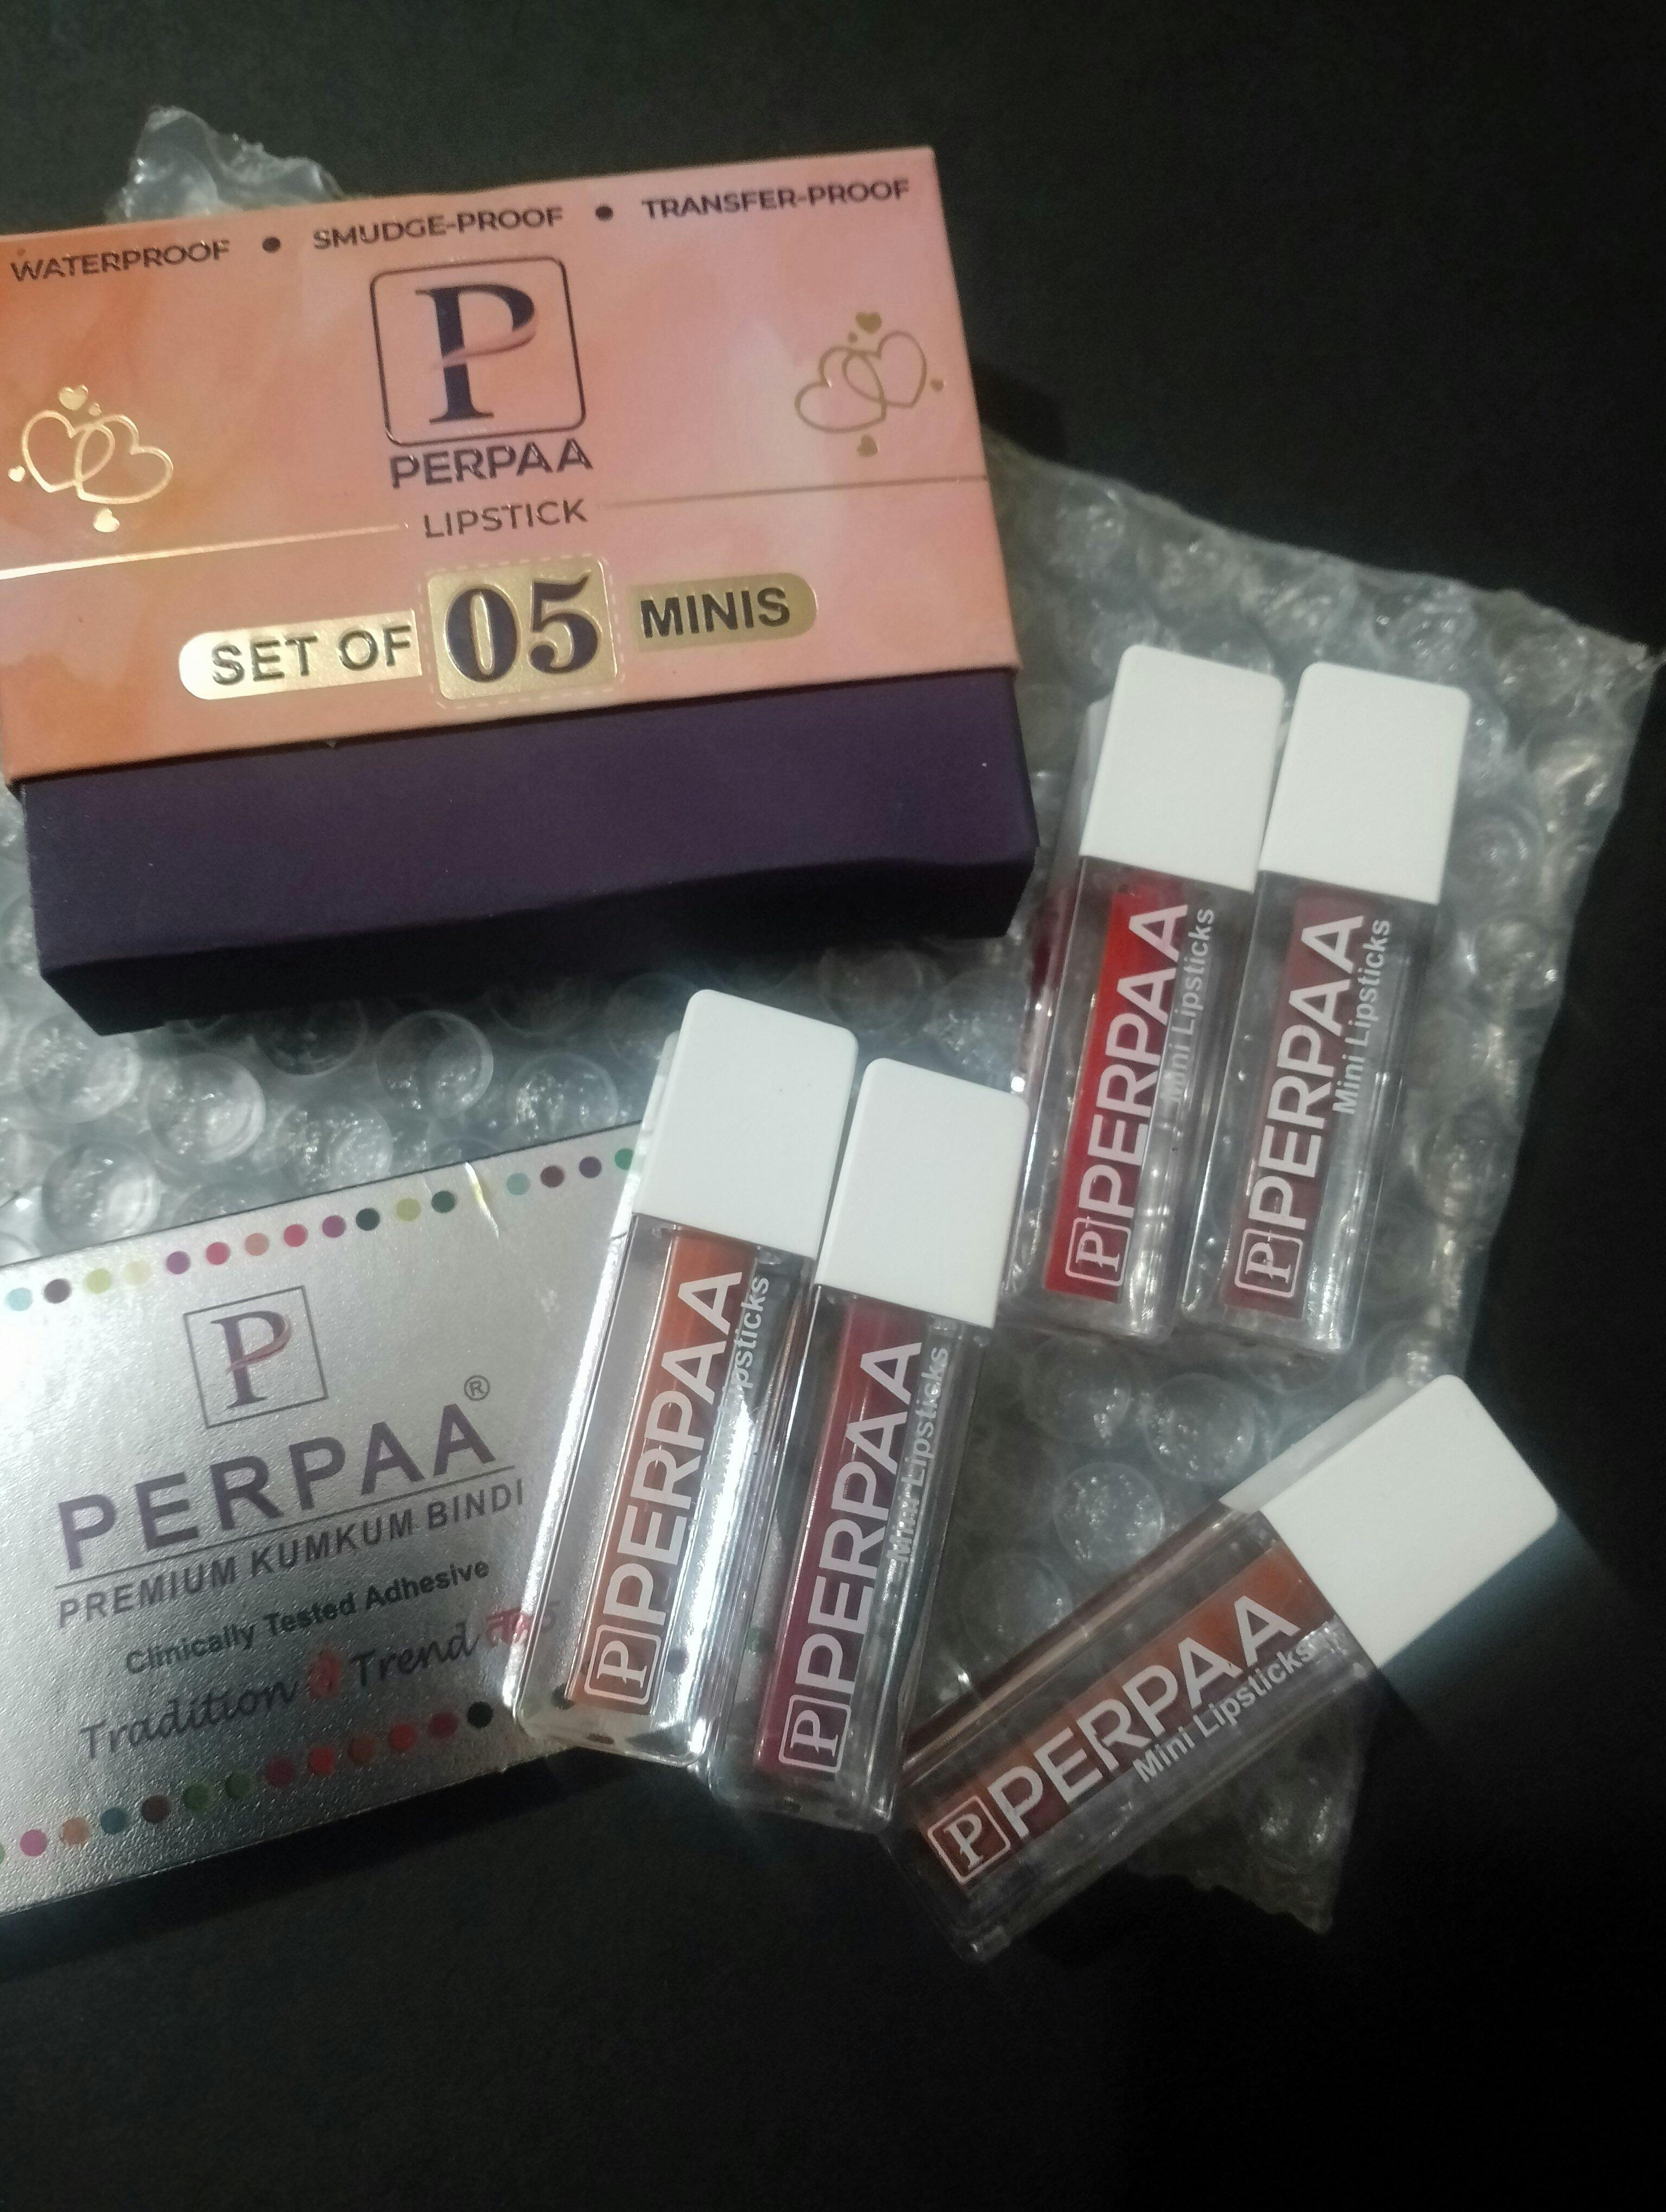 WATERPROOF ● SMUDGE-PROOF ● TRANSFER-PROOF
P
PERPAA
LIPSTICK
SET OF 05 MINIS
P PERPAA
Mini Lipsticks
P PERPAA
Mini Lipsticks
P PERPAA
Lipsticks
P PERPAA
Mini Lipsticks
P PERPAA
Mini Lipsticks
P
PERPAA®
PREMIUM KUMKUM BINDI
Clinically Tested Adhesive
Tradition Trend